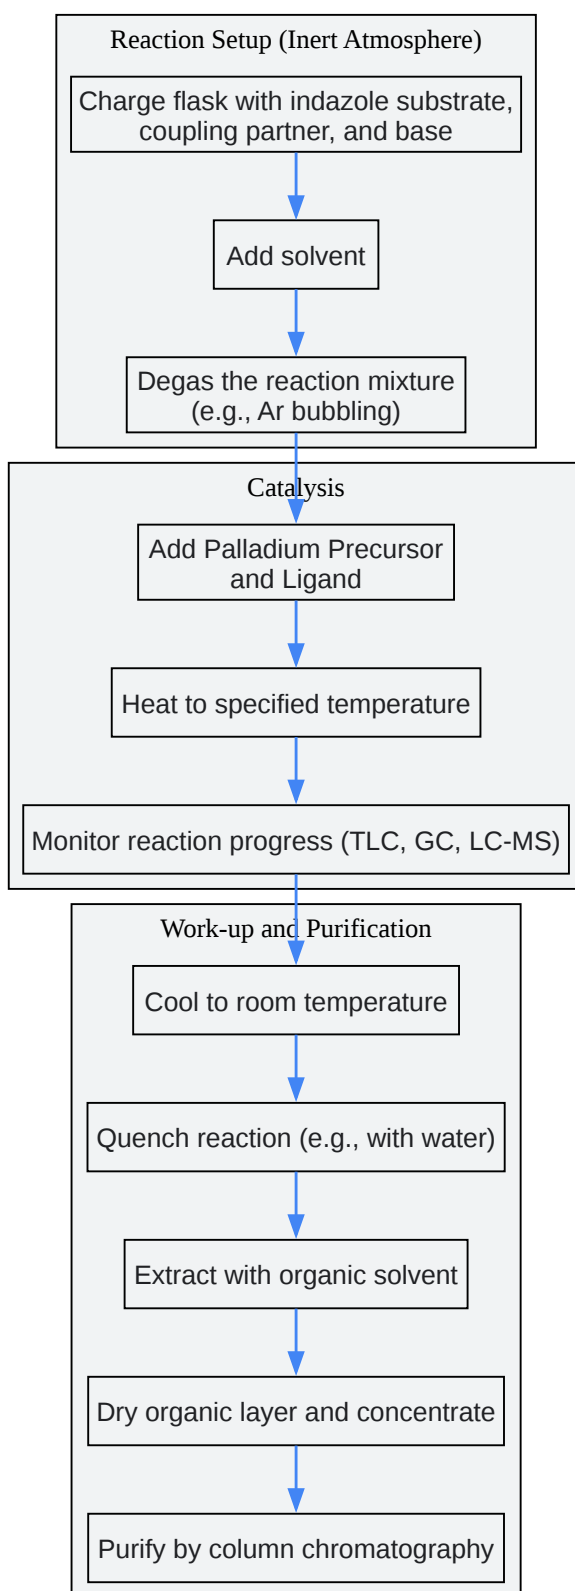 Reaction Setup (Inert Atmosphere)
Charge flask with indazole substrate,
coupling partner, and base
Add solvent
Degas the reaction mixture
(e.g., Ar bubbling)
Catalysis
Add Palladium Precursor
and Ligand
Heat to specified temperature
Monitor reaction progress (TLC, GC, LC-MS)
Work-up and Purification
Cool to room temperature
Quench reaction (e.g., with water)
Extract with organic solvent
Dry organic layer and concentrate
Purify by column chromatography